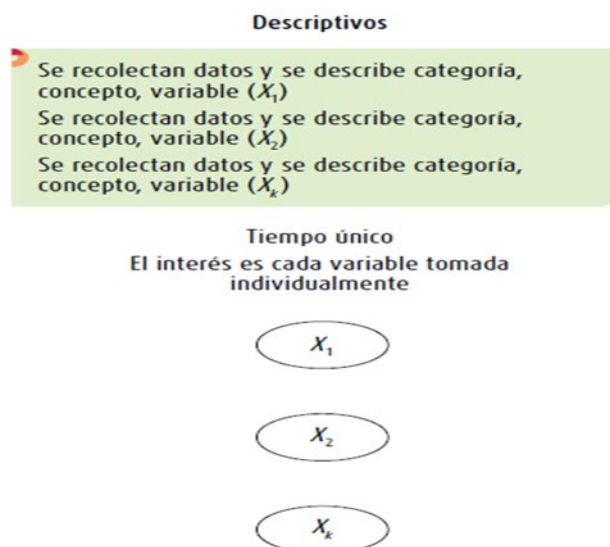 Descriptivos
Se recolectan datos y se describe categoría,
concepto, variable (X₁)
Se recolectan datos y se describe categoría,
concepto, variable (X₂)
Se recolectan datos y se describe categoría,
concepto, variable (Xₖ)
Tiempo único
El interés es cada variable tomada
individualmente
X₁
X₂
Xₖ